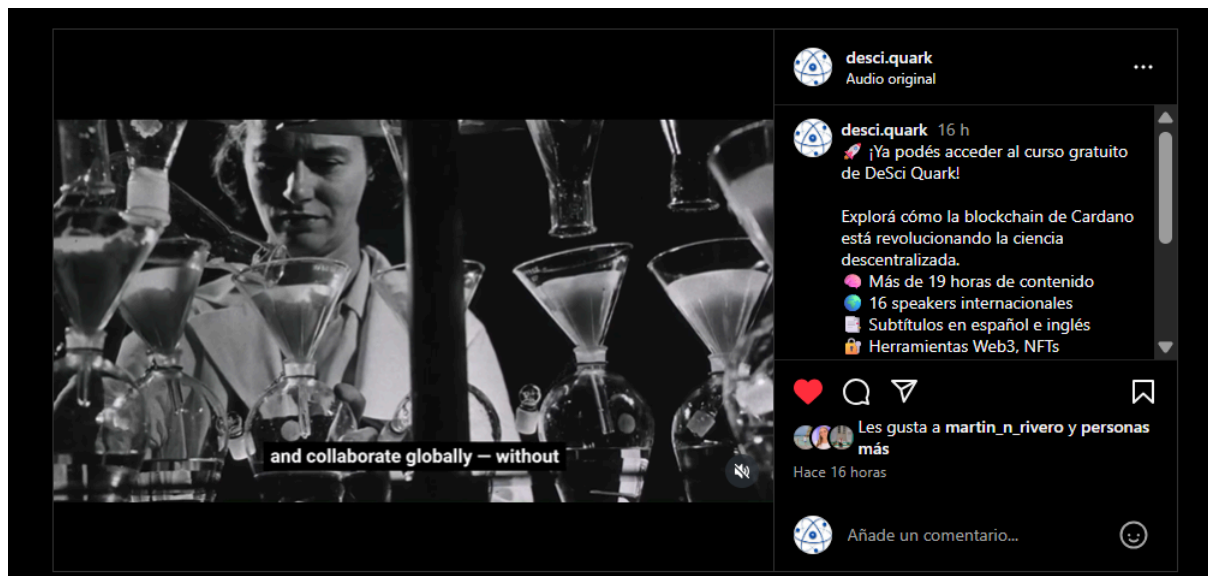 and collaborate globally — without
desci.quark
Audio original
desci.quark 16 h
🚀 ¡Ya podés acceder al curso gratuito
de DeSci Quark!
Explorá cómo la blockchain de Cardano
está revolucionando la ciencia
descentralizada.
🧠 Más de 19 horas de contenido
🌍 16 speakers internacionales
📑 Subtítulos en español e inglés
🔐 Herramientas Web3, NFTs
Les gusta a martin_n_rivero y personas
más
Hace 16 horas
Añade un comentario...